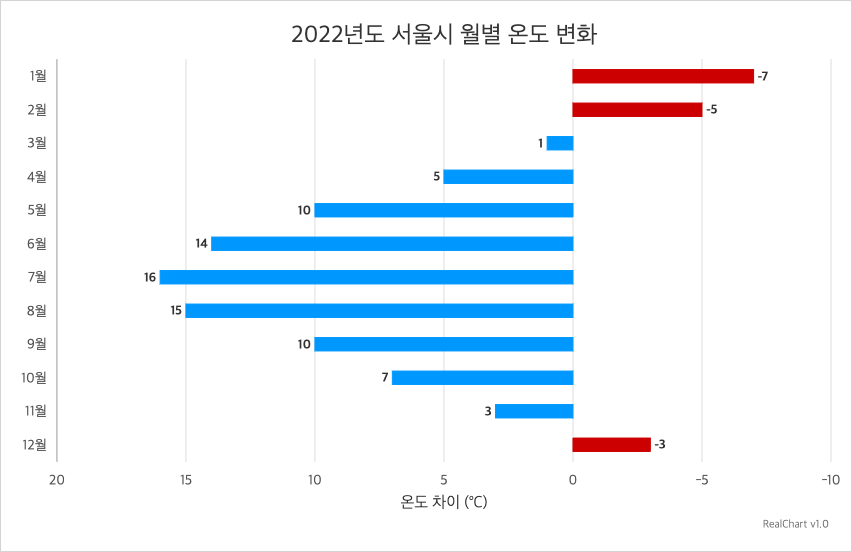 2022년도 서울시 월별 온도 변화
1월 -7
2월 -5
3월 1
4월 5
5월 10
6월 14
7월 16
8월 15
9월 10
10월 7
11월 3
12월 -3
20 15 10 5 0 -5 -10
온도 차이 (℃)
RealChart v1.0